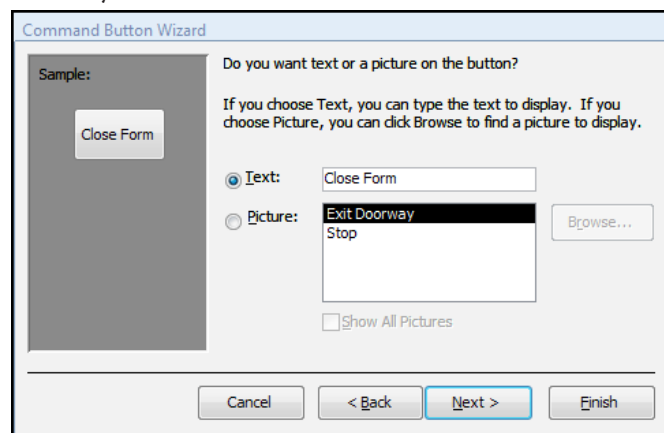 Command Button Wizard
Sample:
Close Form
Do you want text or a picture on the button?
If you choose Text, you can type the text to display. If you
choose Picture, you can click Browse to find a picture to display.
Text:
Close Form
Picture:
Exit Doorway
Stop
Browse...
Show All Pictures
Cancel
< Back
Next >
Finish